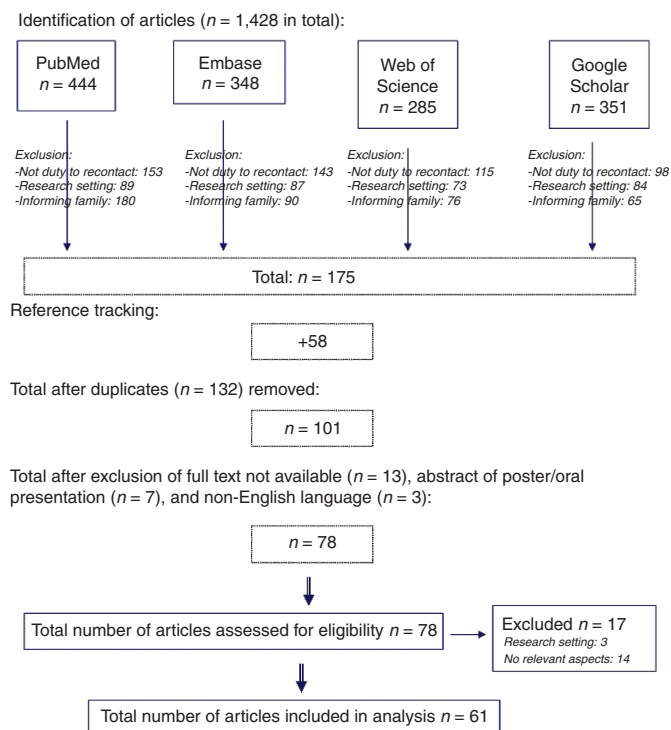 Identification of articles (n = 1,428 in total):
PubMed
n = 444
Embase
n = 348
Web of
Science
n = 285
Google
Scholar
n = 351
Exclusion:
-Not duty to recontact: 153
-Research setting: 89
-Informing family: 180
Exclusion:
-Not duty to recontact: 143
-Research setting: 87
-Informing family: 90
Exclusion:
-Not duty to recontact: 115
-Research setting: 73
-Informing family: 76
Exclusion:
-Not duty to recontact: 98
-Research setting: 84
-Informing family: 65
Total: n = 175
Reference tracking:
+58
Total after duplicates (n = 132) removed:
n = 101
Total after exclusion of full text not available (n = 13), abstract of poster/oral
presentation (n = 7), and non-English language (n = 3):
n = 78
Total number of articles assessed for eligibility n = 78
Excluded n = 17
Research setting: 3
No relevant aspects: 14
Total number of articles included in analysis n = 61